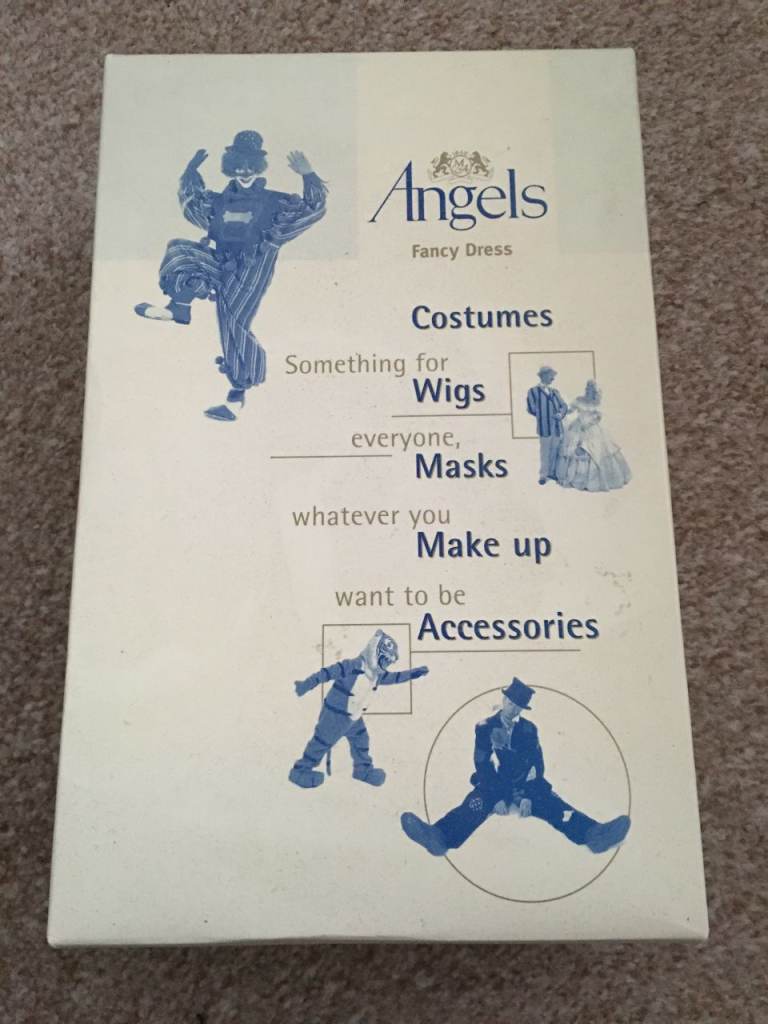 Angels
Fancy Dress
Costumes
Something for
Wigs
everyone,
Masks
whatever you
Make up
want to be
Accessories